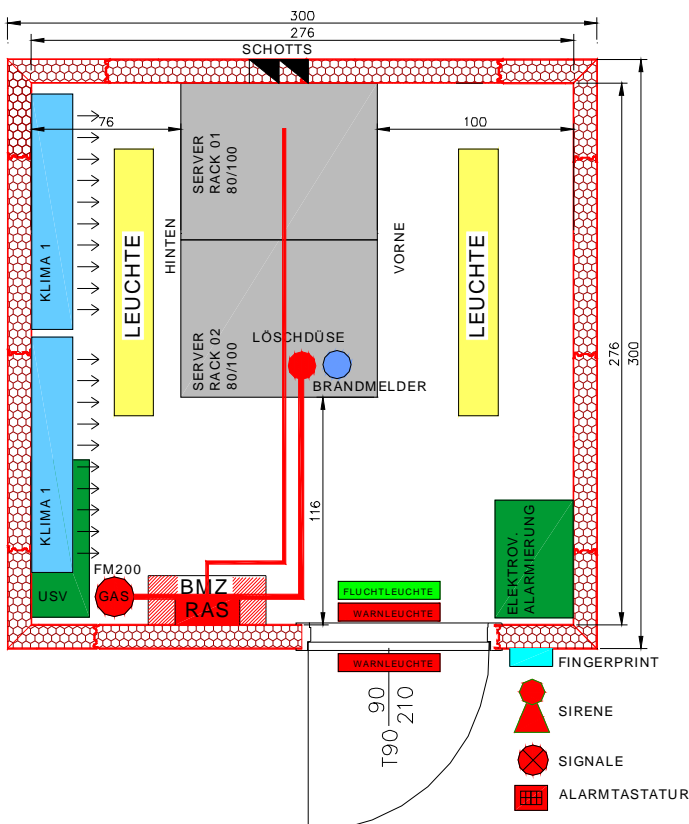 300
276
SCHOTTS
76
100
SERVER
RACK 01
80/100
KLIMA 1
LEUCHTE
HINTEN
VORNE
LEUCHTE
276
300
SERVER
RACK 02
80/100
LÖSCHDÜSE
BRANDMELDER
KLIMA 1
116
ELEKTROV.
ALARMIERUNG
FM200
USV
GAS
BMZ
RAS
FLUCHTLEUCHTE
WARNLEUCHTE
WARNLEUCHTE
FINGERPRINT
T90 90
210
SIRENE
SIGNALE
ALARMTASTATUR